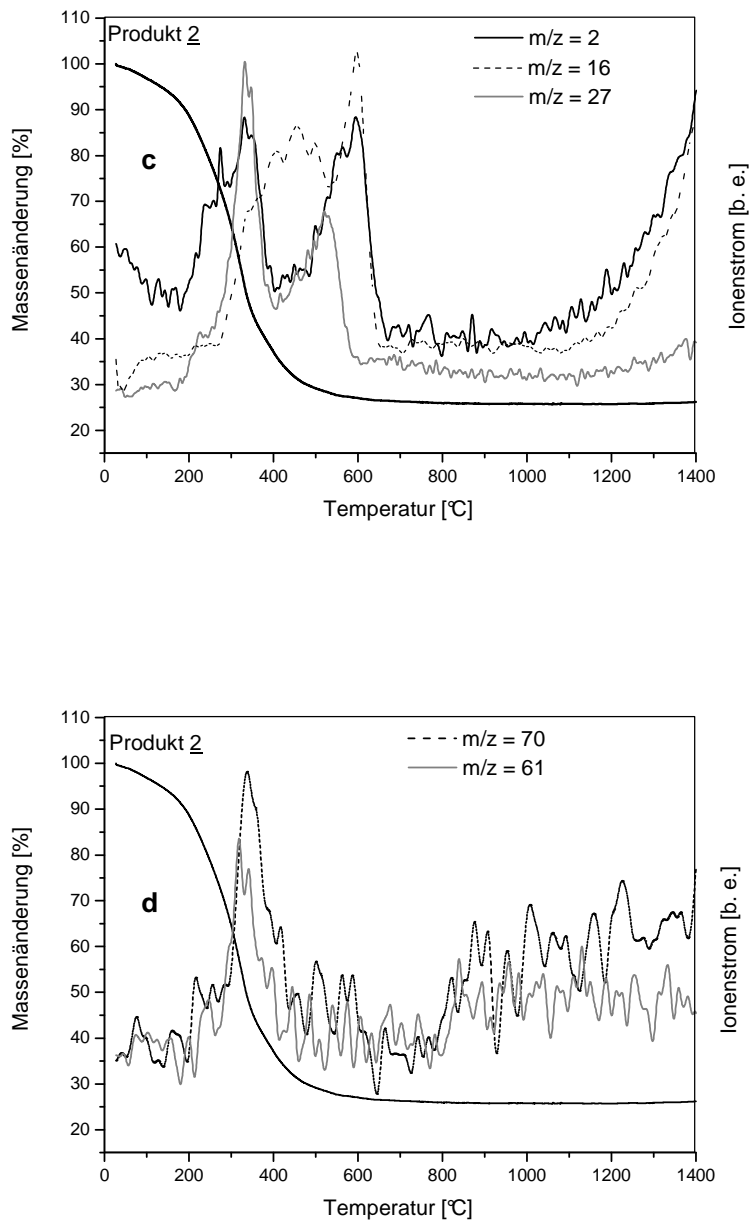 Produkt 2
m/z = 2
m/z = 16
m/z = 27
c
110
100
90
80
70
60
50
40
30
20
Massenänderung [%]
Ionenstrom [b. e.]
0 200 400 600 800 1000 1200 1400
Temperatur [°C]
Produkt 2
m/z = 70
m/z = 61
d
110
100
90
80
70
60
50
40
30
20
Massenänderung [%]
Ionenstrom [b. e.]
0 200 400 600 800 1000 1200 1400
Temperatur [°C]